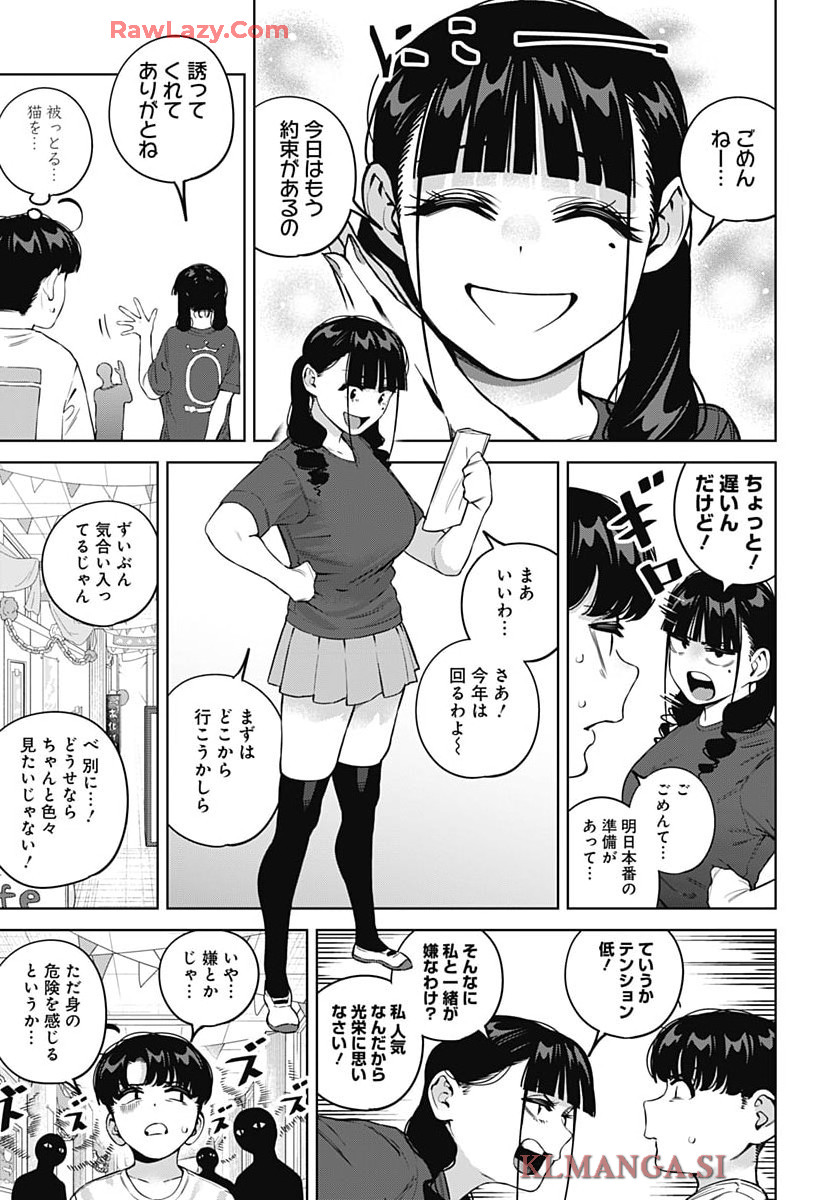 RawLazy.Com
にこーーー
ごめん
ねー…
今日はもう
約束があるの
誘って
くれて
ありがとね
被っとる…
猫を…
ちょっと!
遅いん
だけど!
ギロ
ご
ごめんて…
明日本番の
準備が
あって…
まあ
いいわ…
さあ!
今年は
回るわよ～
まずは
どこから
行こうかしら
ずいぶん
気合い入っ
てるじゃん
べ 別に…!
どうせなら
ちゃんと色々
見たいじゃない!
ていうか
テンション
低!
そんなに
私と一緒が
嫌なわけ?
私 人気
なんだから
光栄に思い
なさい!
いや…
嫌とか
じゃ…
ただ身の
危険を感じる
というか…
ズズ
ズズ
KLMANGA.SI